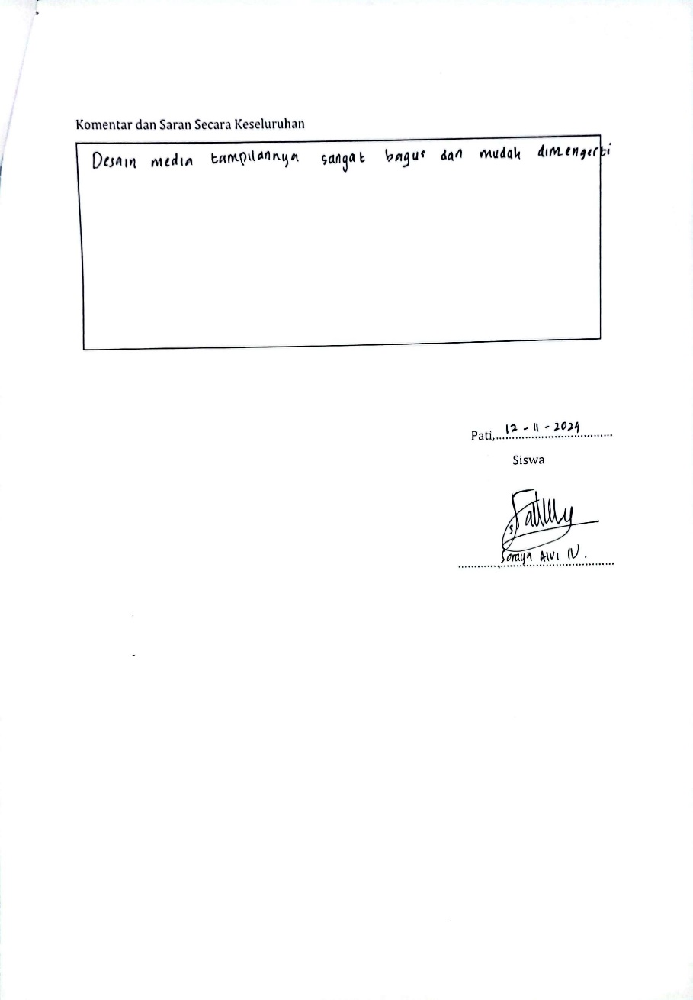 Komentar dan Saran Secara Keseluruhan
Desain media tampilannya sangat bagus dan mudah dimengerti
Pati,12-11-2024
Siswa
Soraya Alvi N.